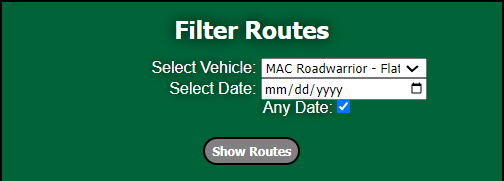 Filter Routes
Select Vehicle: MAC Roadwarrior - Flat
Select Date: mm/dd/yyyy
Any Date:
Show Routes